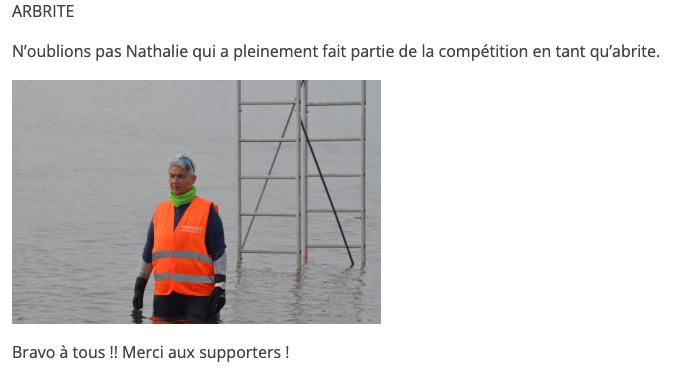 ARBRITE
N’oublions pas Nathalie qui a pleinement fait partie de la compétition en tant qu’abrite.
Bravo à tous !! Merci aux supporters !